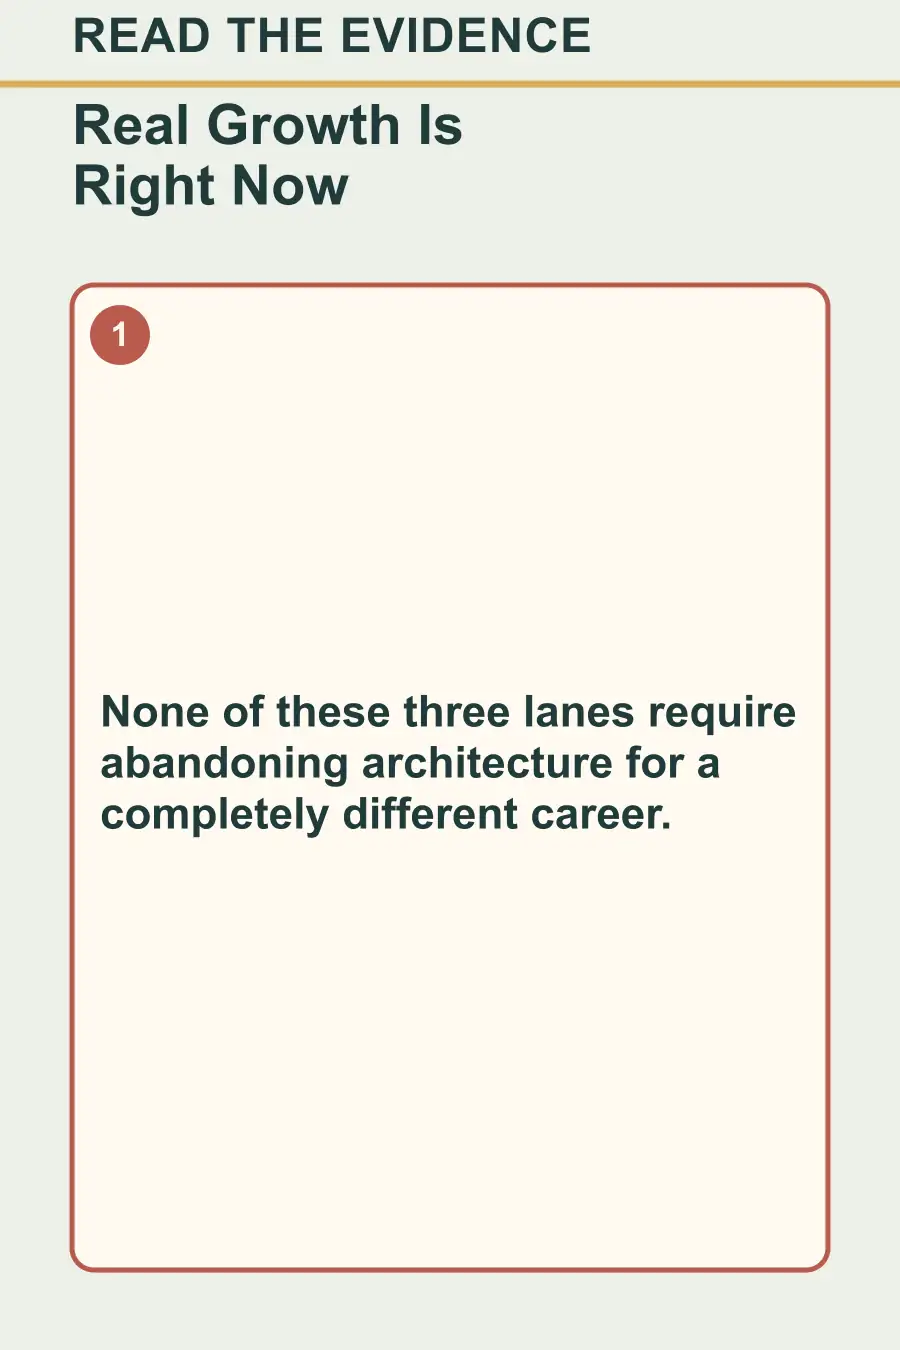 READ THE EVIDENCE
Real Growth Is
Right Now
1
None of these three lanes require
abandoning architecture for a
completely different career.